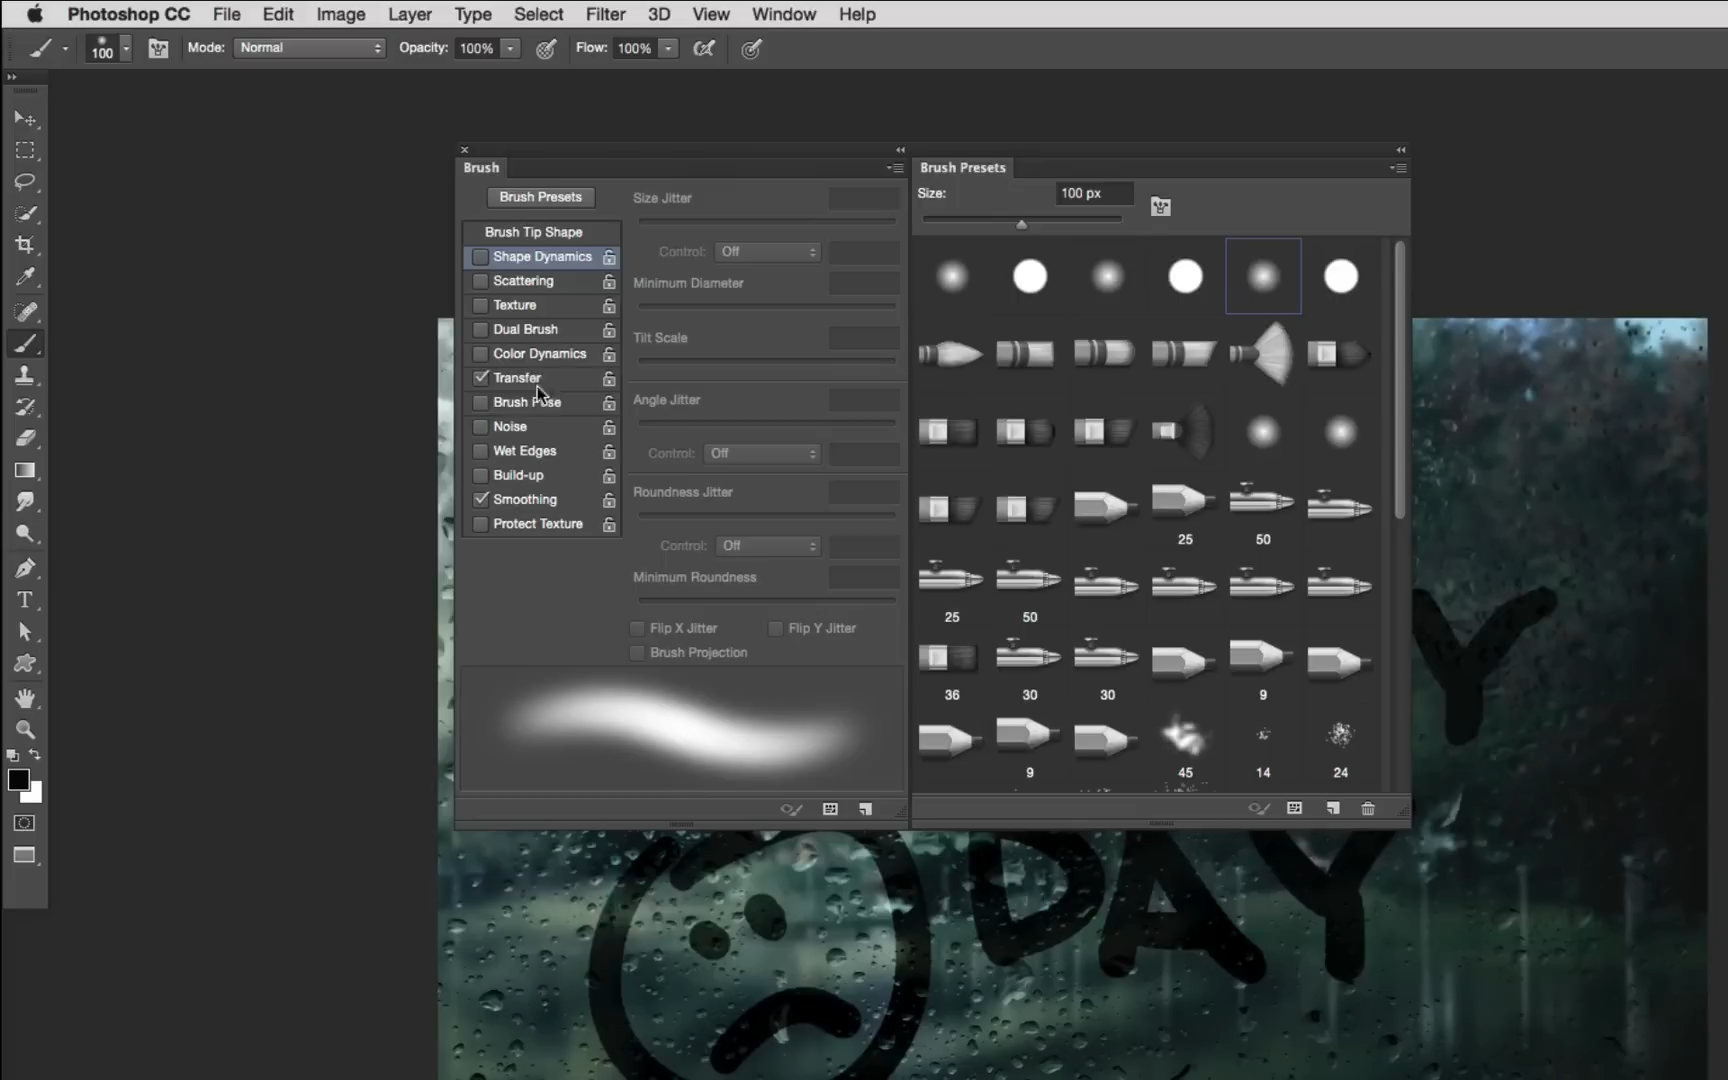 Photoshop CC File Edit Image Layer Type Select Filter 3D View Window Help
100 Mode: Normal Opacity: 100% Flow: 100%
Brush
Brush Presets
Brush Tip Shape
Shape Dynamics
Scattering
Texture
Dual Brush
Color Dynamics
Transfer
Brush Pose
Noise
Wet Edges
Build-up
Smoothing
Protect Texture
Size Jitter
Control: Off
Minimum Diameter
Tilt Scale
Angle Jitter
Control: Off
Roundness Jitter
Control: Off
Minimum Roundness
Flip X Jitter Flip Y Jitter
Brush Projection
Brush Presets
Size: 100 px
25 50
25 50
36 30 30 9
9 45 14 24
Y
DAY